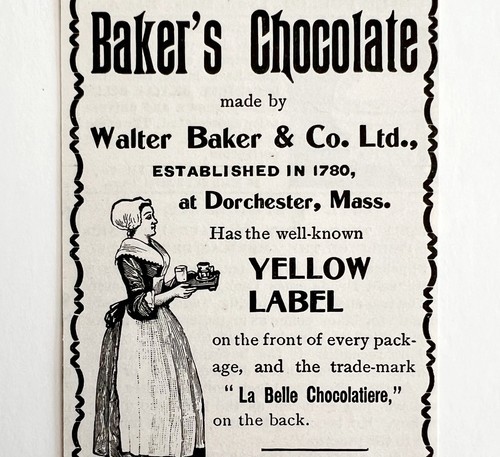 Baker's Chocolate
made by
Walter Baker & Co. Ltd.,
ESTABLISHED IN 1780,
at Dorchester, Mass.
Has the well-known
YELLOW
LABEL
on the front of every pack-
age, and the trade-mark
"La Belle Chocolatiere,"
on the back.